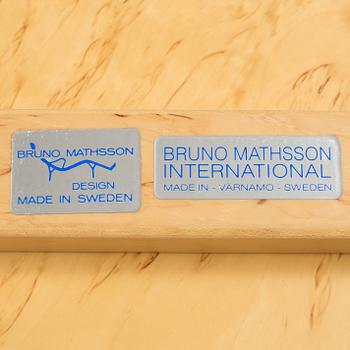 BRUNO MATHSSON
DESIGN
MADE IN SWEDEN
BRUNO MATHSSON
INTERNATIONAL
MADE IN - VÄRNAMO - SWEDEN